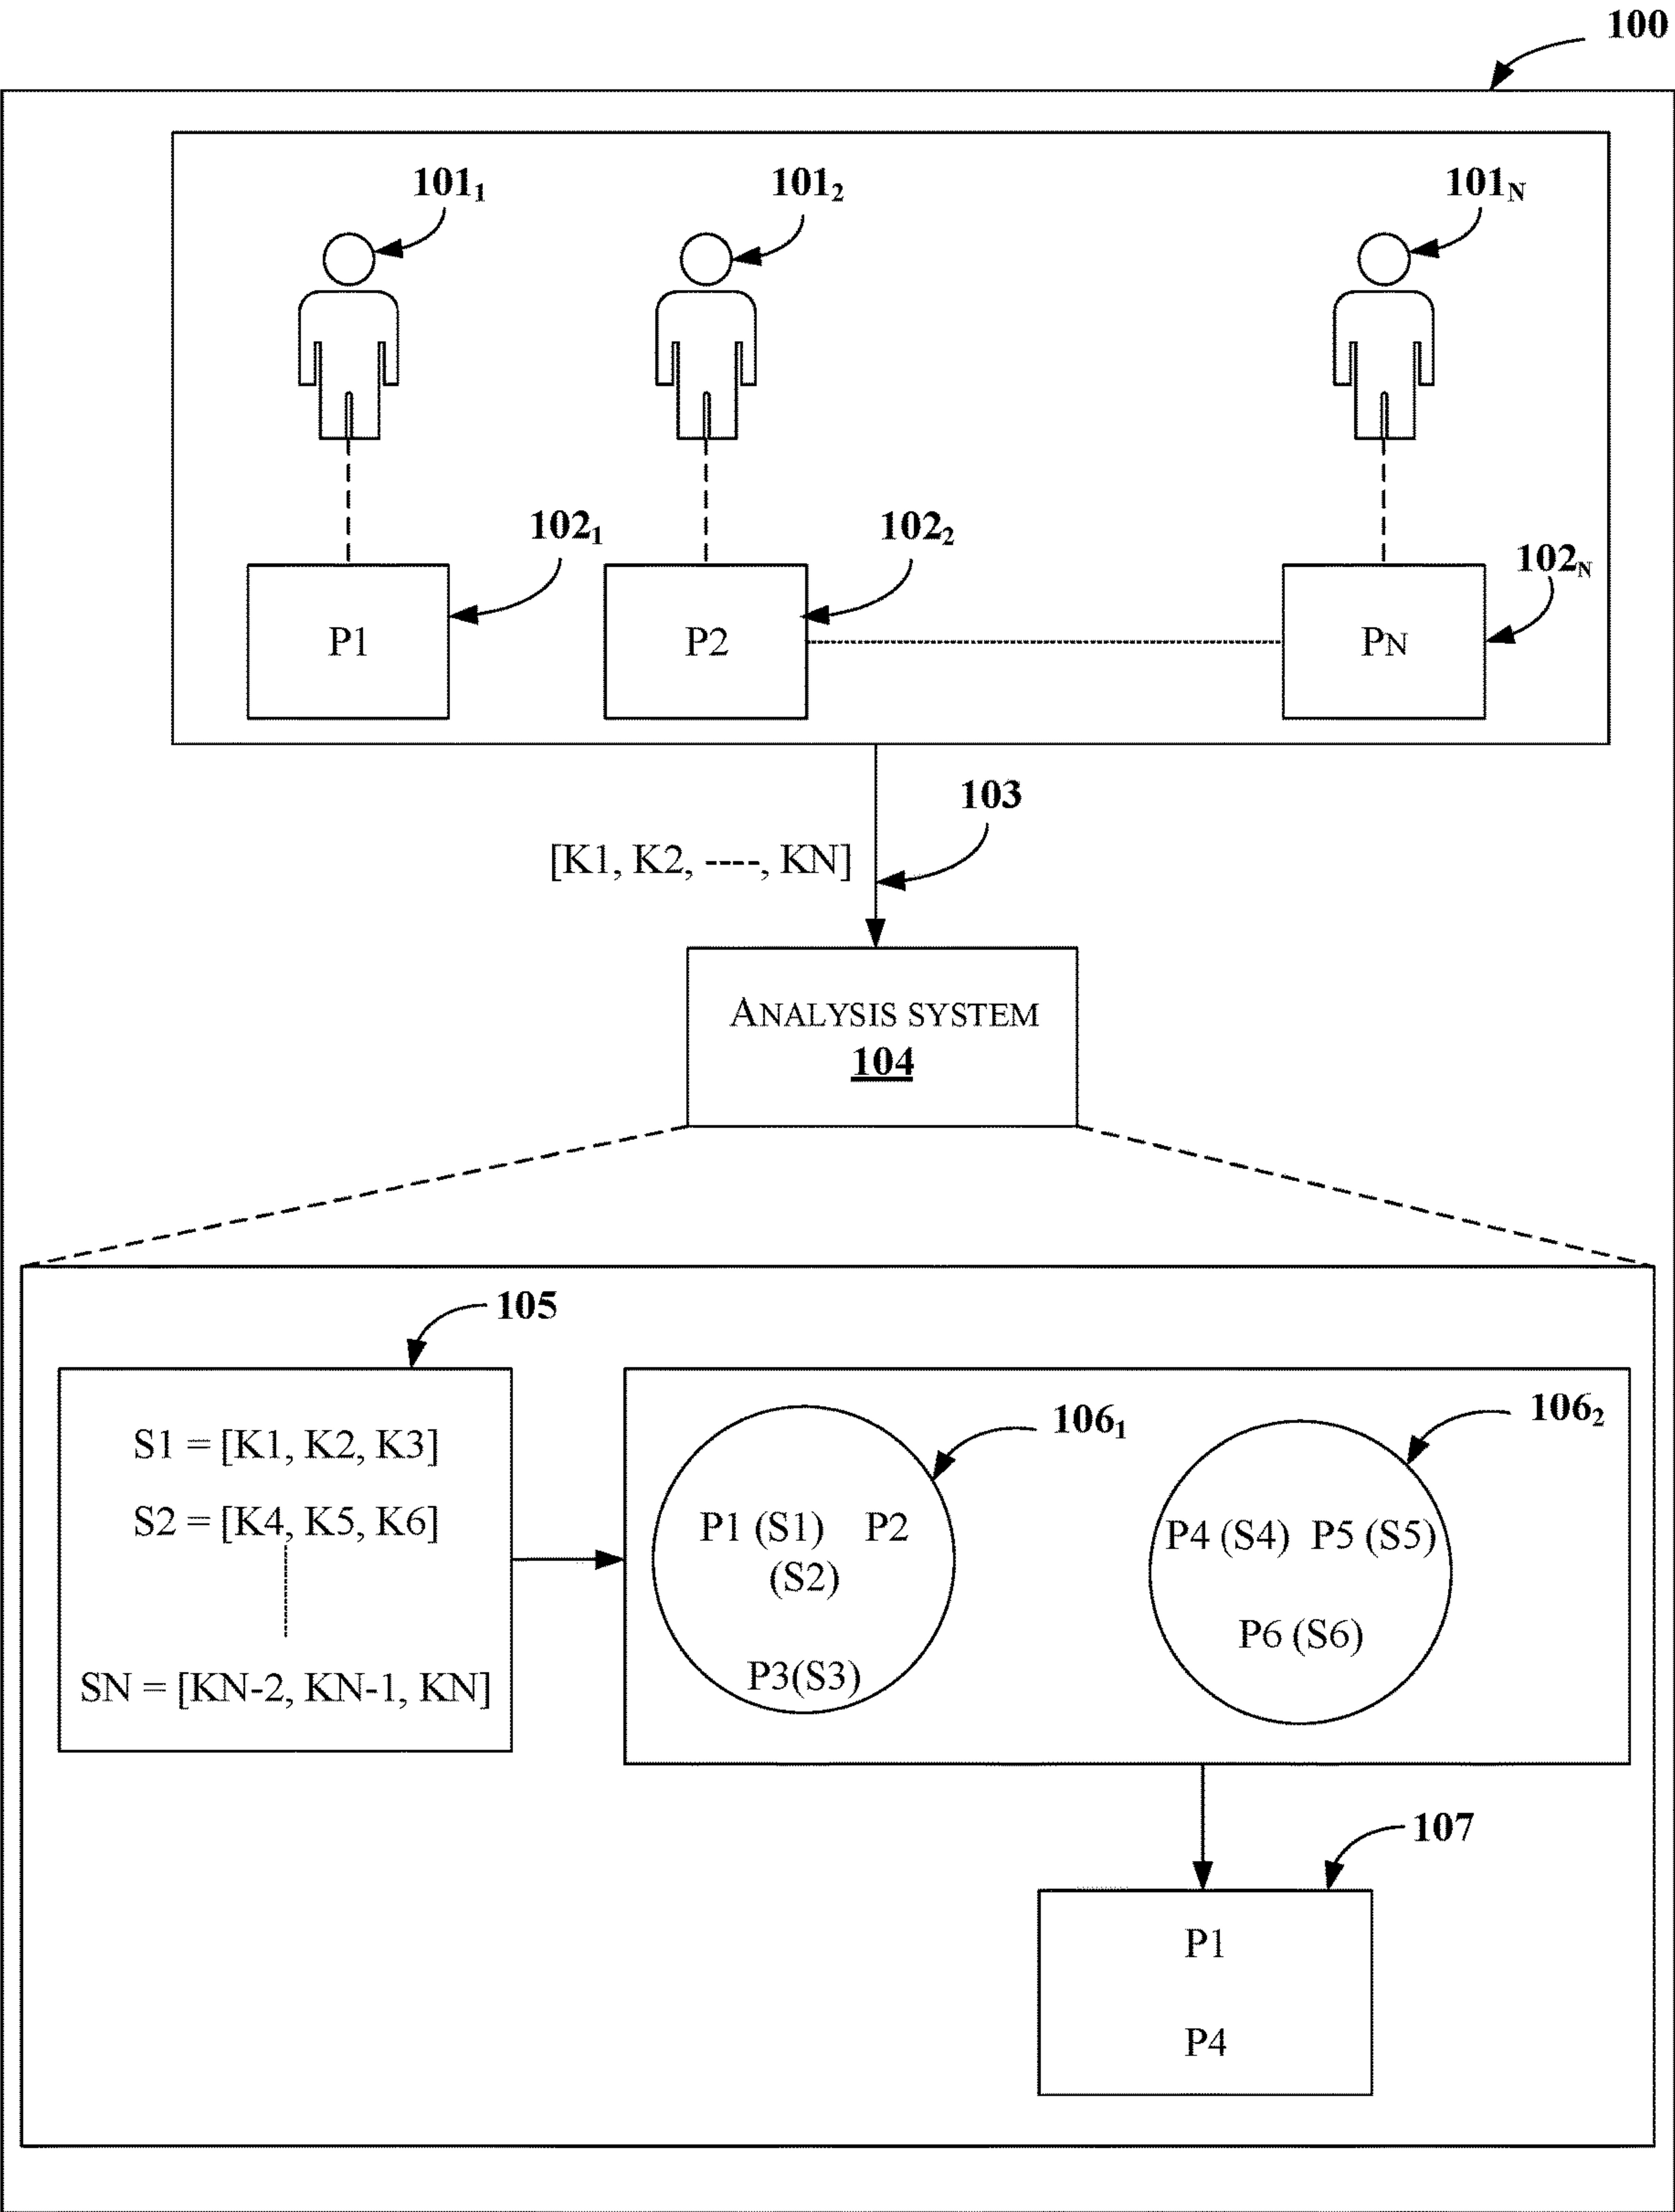 100
101₁ 101₂ 101N
102₁ 102₂ 102N
P1 P2 PN
103
[K1, K2, ----, KN]
ANALYSIS SYSTEM
104
105
106₁ 106₂
S1 = [K1, K2, K3]
S2 = [K4, K5, K6]
SN = [KN-2, KN-1, KN]
P1 (S1) P2
(S2)
P3(S3)
P4 (S4) P5 (S5)
P6 (S6)
107
P1
P4